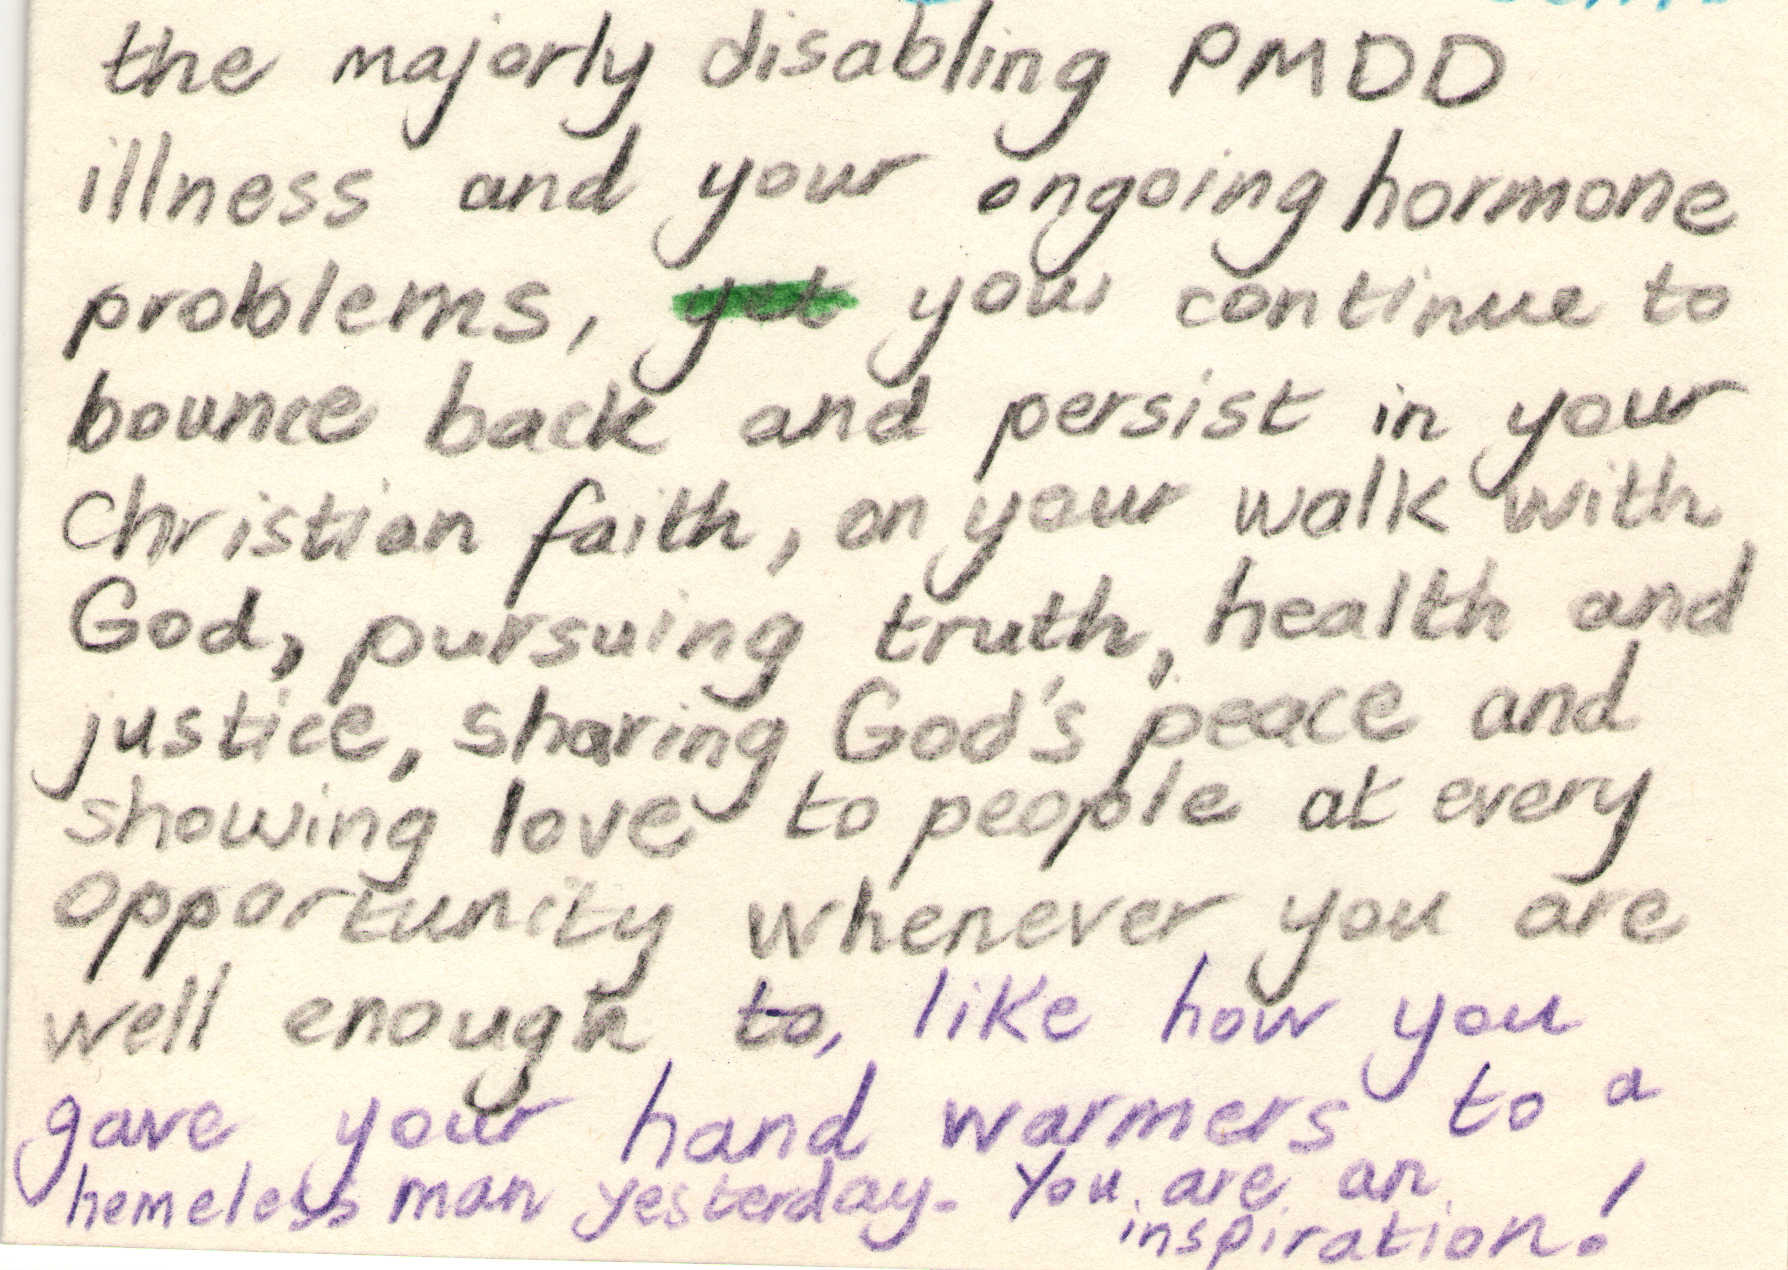 the majorly disabling PMDD
illness and your ongoing hormone
problems, yet you continue to
bounce back and persist in your
Christian faith, on your walk with
God, pursuing truth, health and
justice, sharing God's peace and
showing love to people at every
opportunity whenever you are
well enough to, like how you
gave your hand warmers to a
homeless man yesterday. You are an
inspiration!